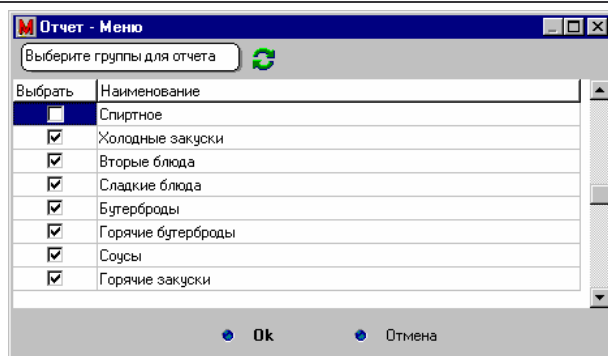 М Отчет - Меню
Выберите группы для отчета
Выбрать Наименование
Спиртное
Холодные закуски
Вторые блюда
Сладкие блюда
Бутерброды
Горячие бутерброды
Соусы
Горячие закуски
Ok Отмена